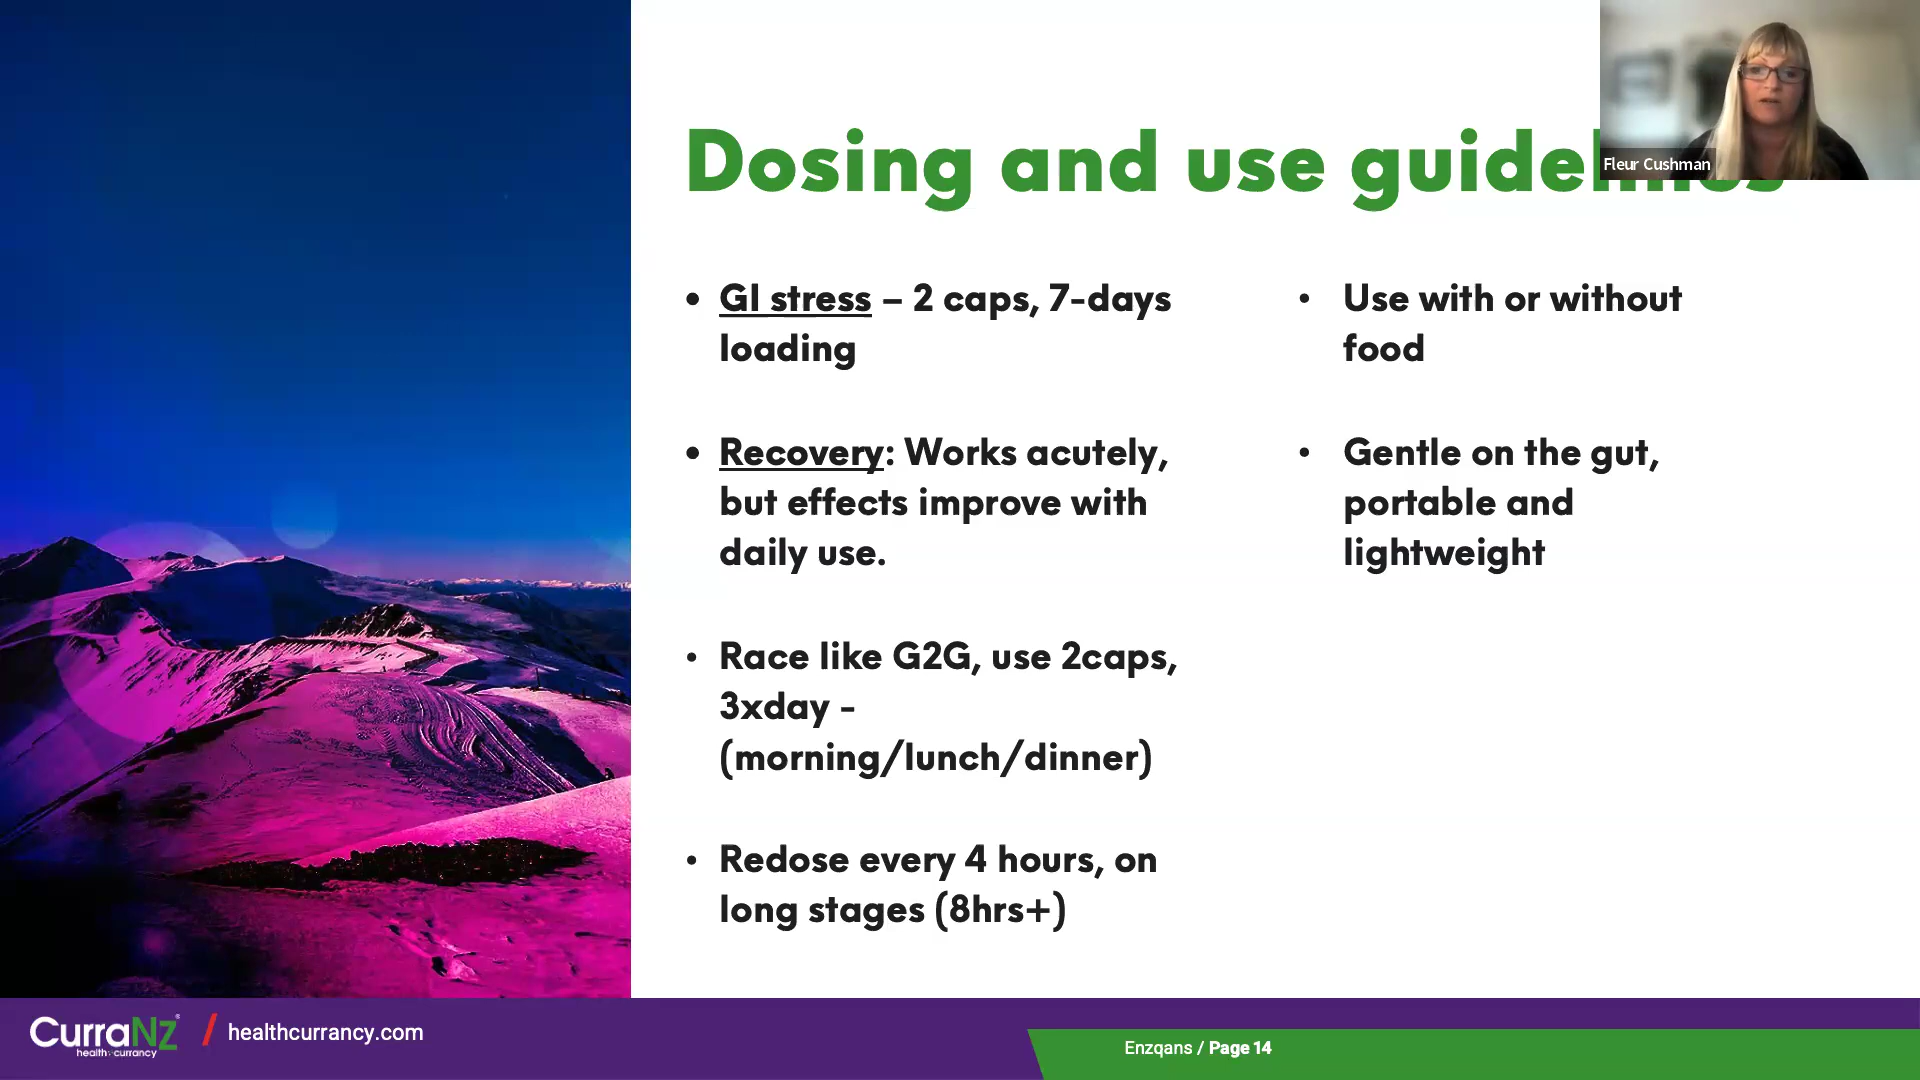 Dosing and use guidelines
Fleur Cushman
• GI stress – 2 caps, 7-days
loading
• Recovery: Works acutely,
but effects improve with
daily use.
• Race like G2G, use 2caps,
3xday -
(morning/lunch/dinner)
• Redose every 4 hours, on
long stages (8hrs+)
• Use with or without
food
• Gentle on the gut,
portable and
lightweight
CurraNZ®
health currancy
/ healthcurrancy.com
Enzqans / Page 14